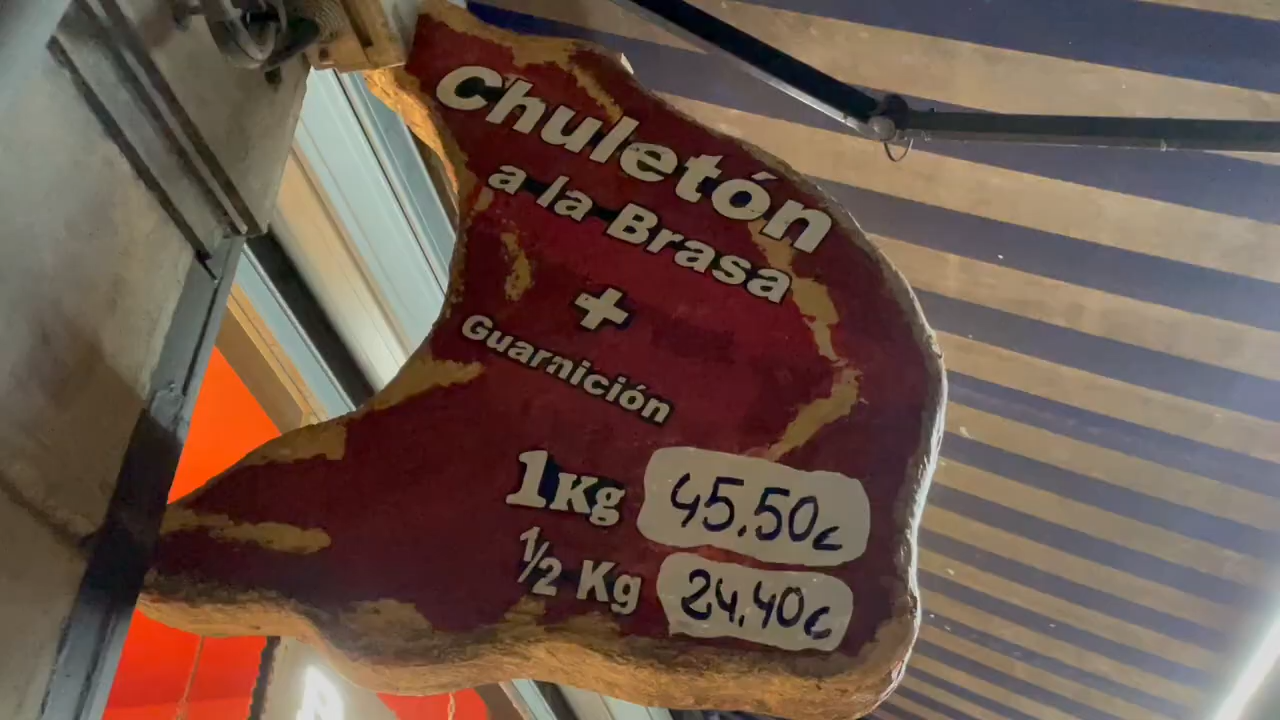 Chuletón
a la Brasa
+
Guarnición
1Kg 45.50€
½ Kg 24.40€